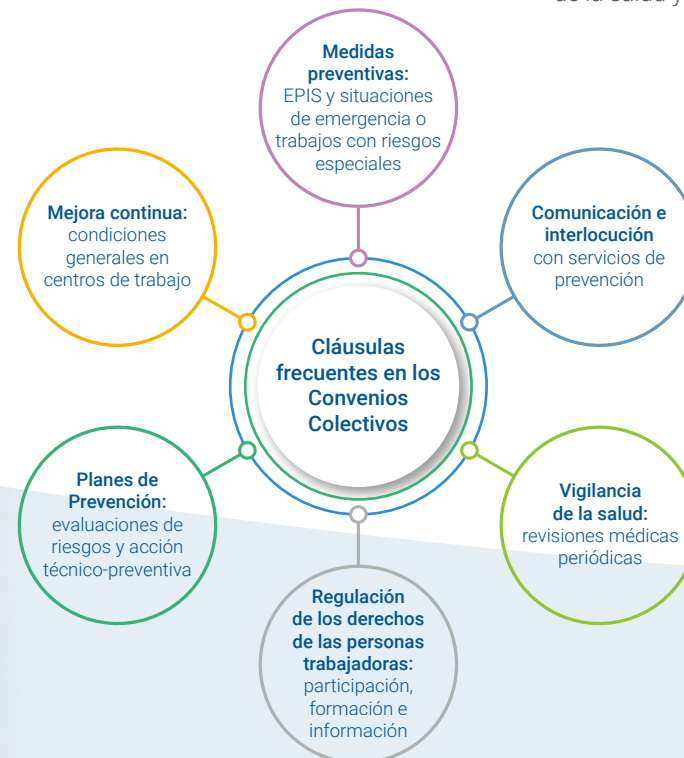 de la salud y
Medidas
preventivas:
EPIS y situaciones
de emergencia o
trabajos con riesgos
especiales
Mejora continua:
condiciones
generales en
centros de trabajo
Comunicación e
interlocución
con servicios de
prevención
Cláusulas
frecuentes en los
Convenios
Colectivos
Planes de
Prevención:
evaluaciones de
riesgos y acción
técnico-preventiva
Vigilancia
de la salud:
revisiones médicas
periódicas
Regulación
de los derechos
de las personas
trabajadoras:
participación,
formación e
información